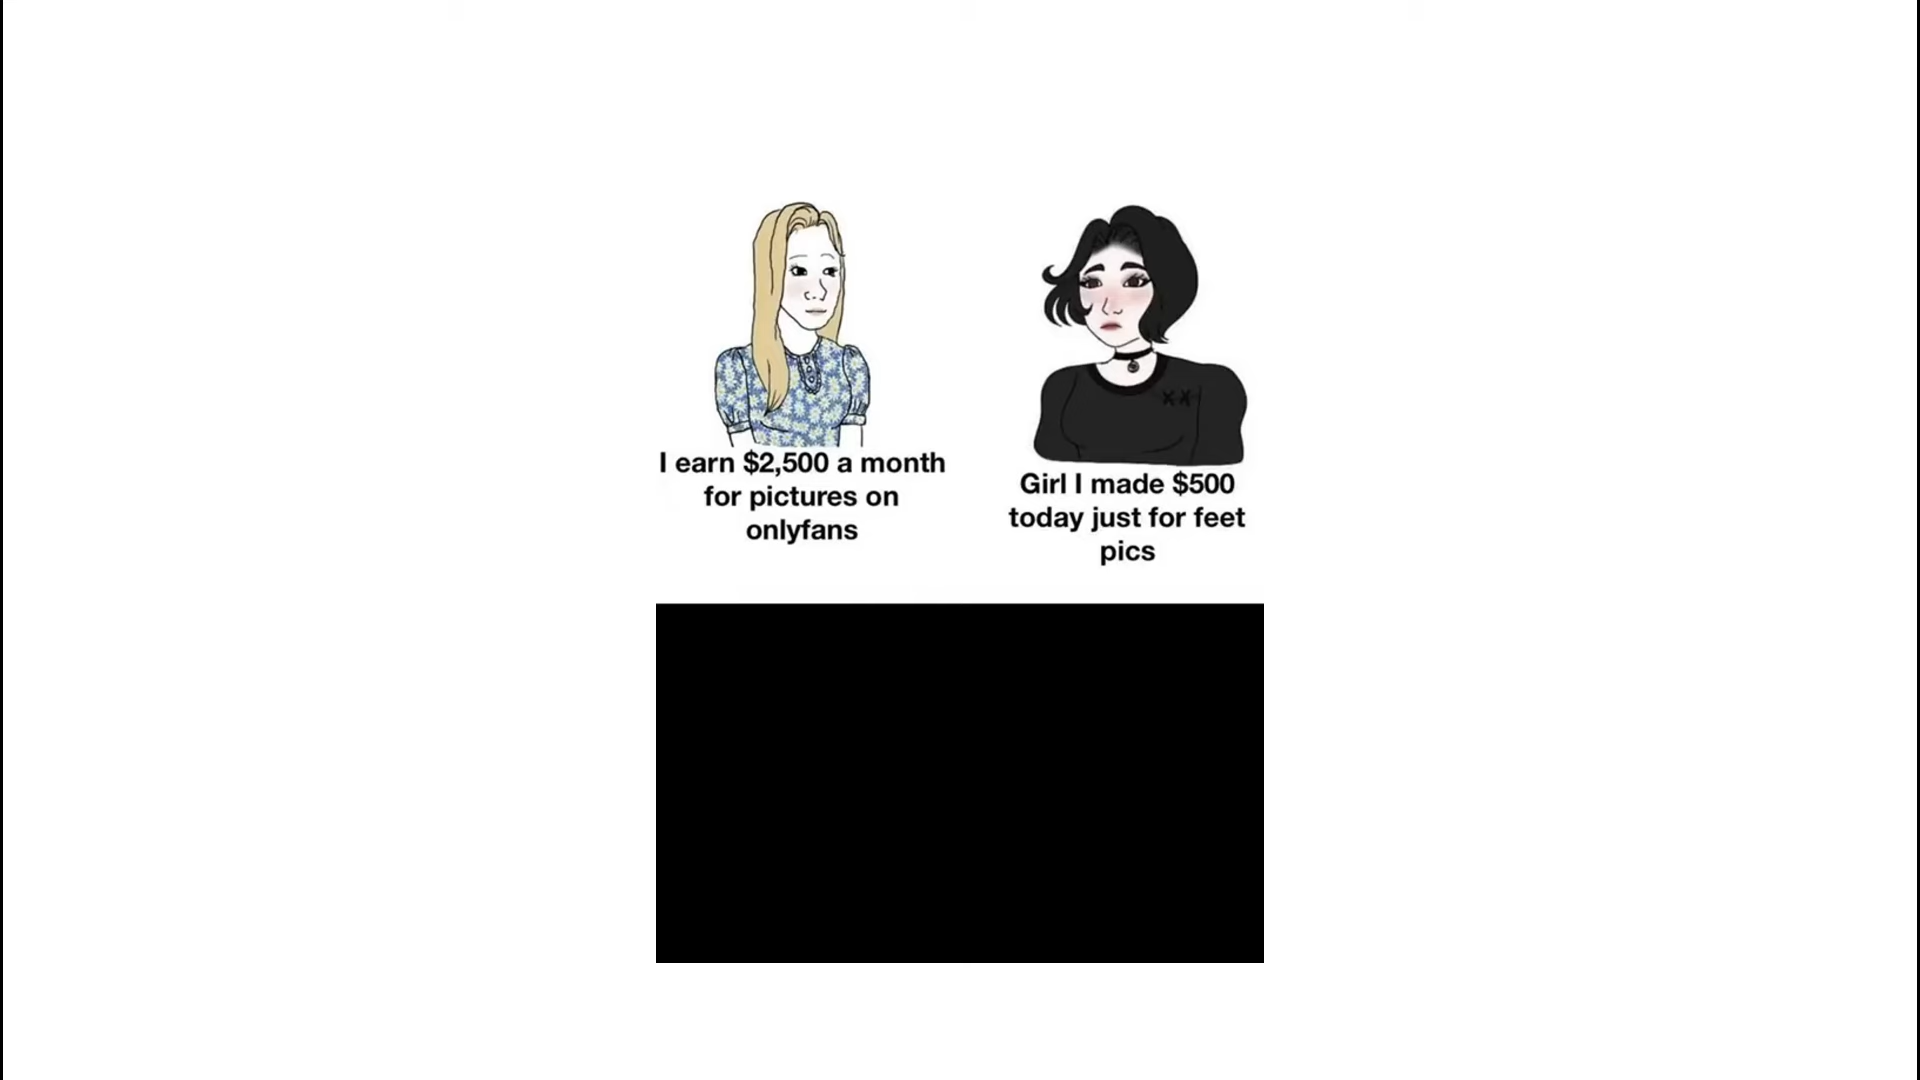 I earn $2,500 a month
for pictures on
onlyfans
Girl I made $500
today just for feet
pics